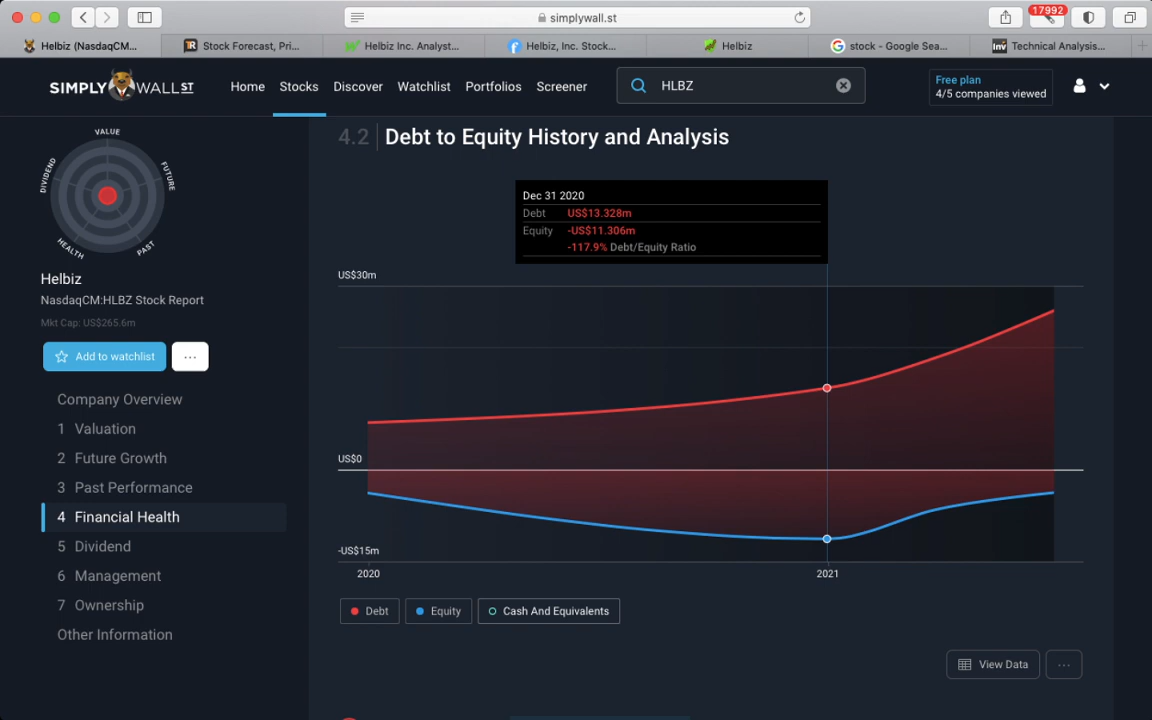 simplywall.st
17992
Helbiz (NasdaqCM...
Stock Forecast, Pri...
Helbiz Inc. Analyst...
Helbiz, Inc. Stock...
Helbiz
stock - Google Sea...
Inv
Technical Analysis...
SIMPLY WALL ST
Home
Stocks
Discover
Watchlist
Portfolios
Screener
HLBZ
Free plan
4/5 companies viewed
VALUE
FUTURE
PAST
HEALTH
DIVIDEND
Helbiz
NasdaqCM:HLBZ Stock Report
Mkt Cap: US$265.6m
Add to watchlist
...
Company Overview
1 Valuation
2 Future Growth
3 Past Performance
4 Financial Health
5 Dividend
6 Management
7 Ownership
Other Information
4.2 Debt to Equity History and Analysis
Dec 31 2020
Debt US$13.328m
Equity -US$11.306m
-117.9% Debt/Equity Ratio
US$30m
US$0
-US$15m
2020
2021
Debt
Equity
Cash And Equivalents
View Data
...